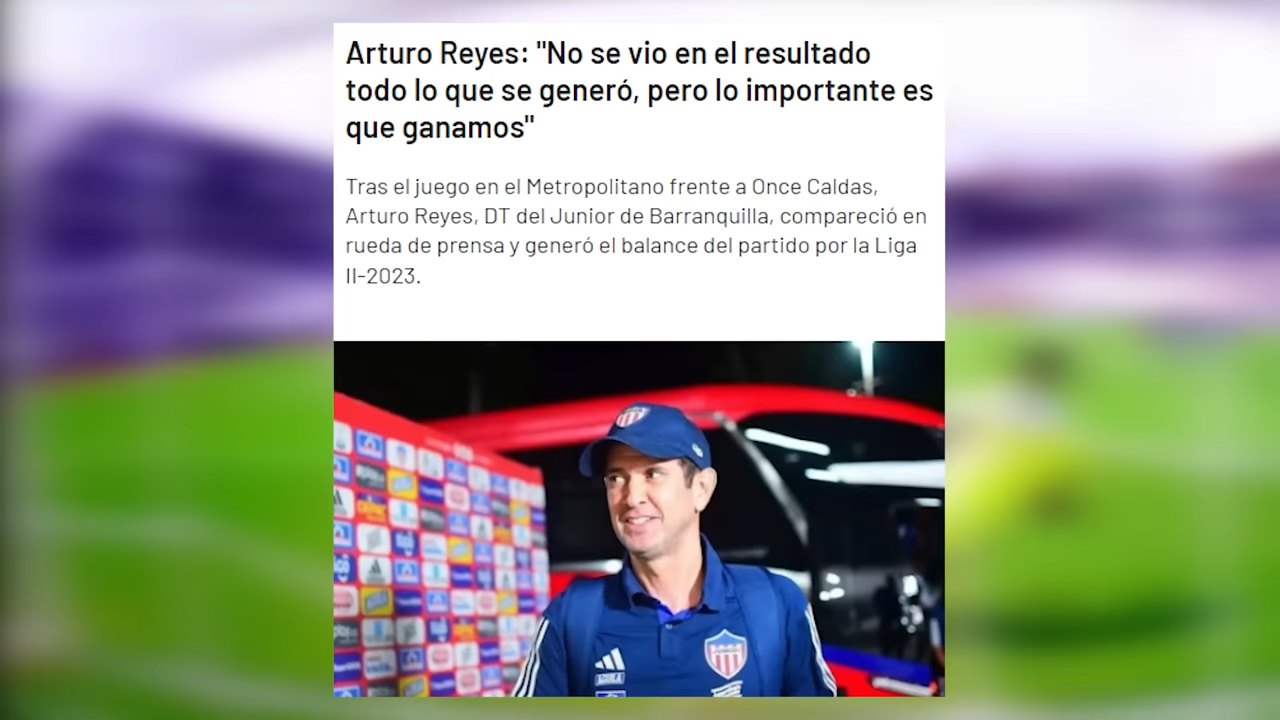 Arturo Reyes: "No se vio en el resultado
todo lo que se generó, pero lo importante es
que ganamos"
Tras el juego en el Metropolitano frente a Once Caldas,
Arturo Reyes, DT del Junior de Barranquilla, compareció en
rueda de prensa y generó el balance del partido por la Liga
II-2023.